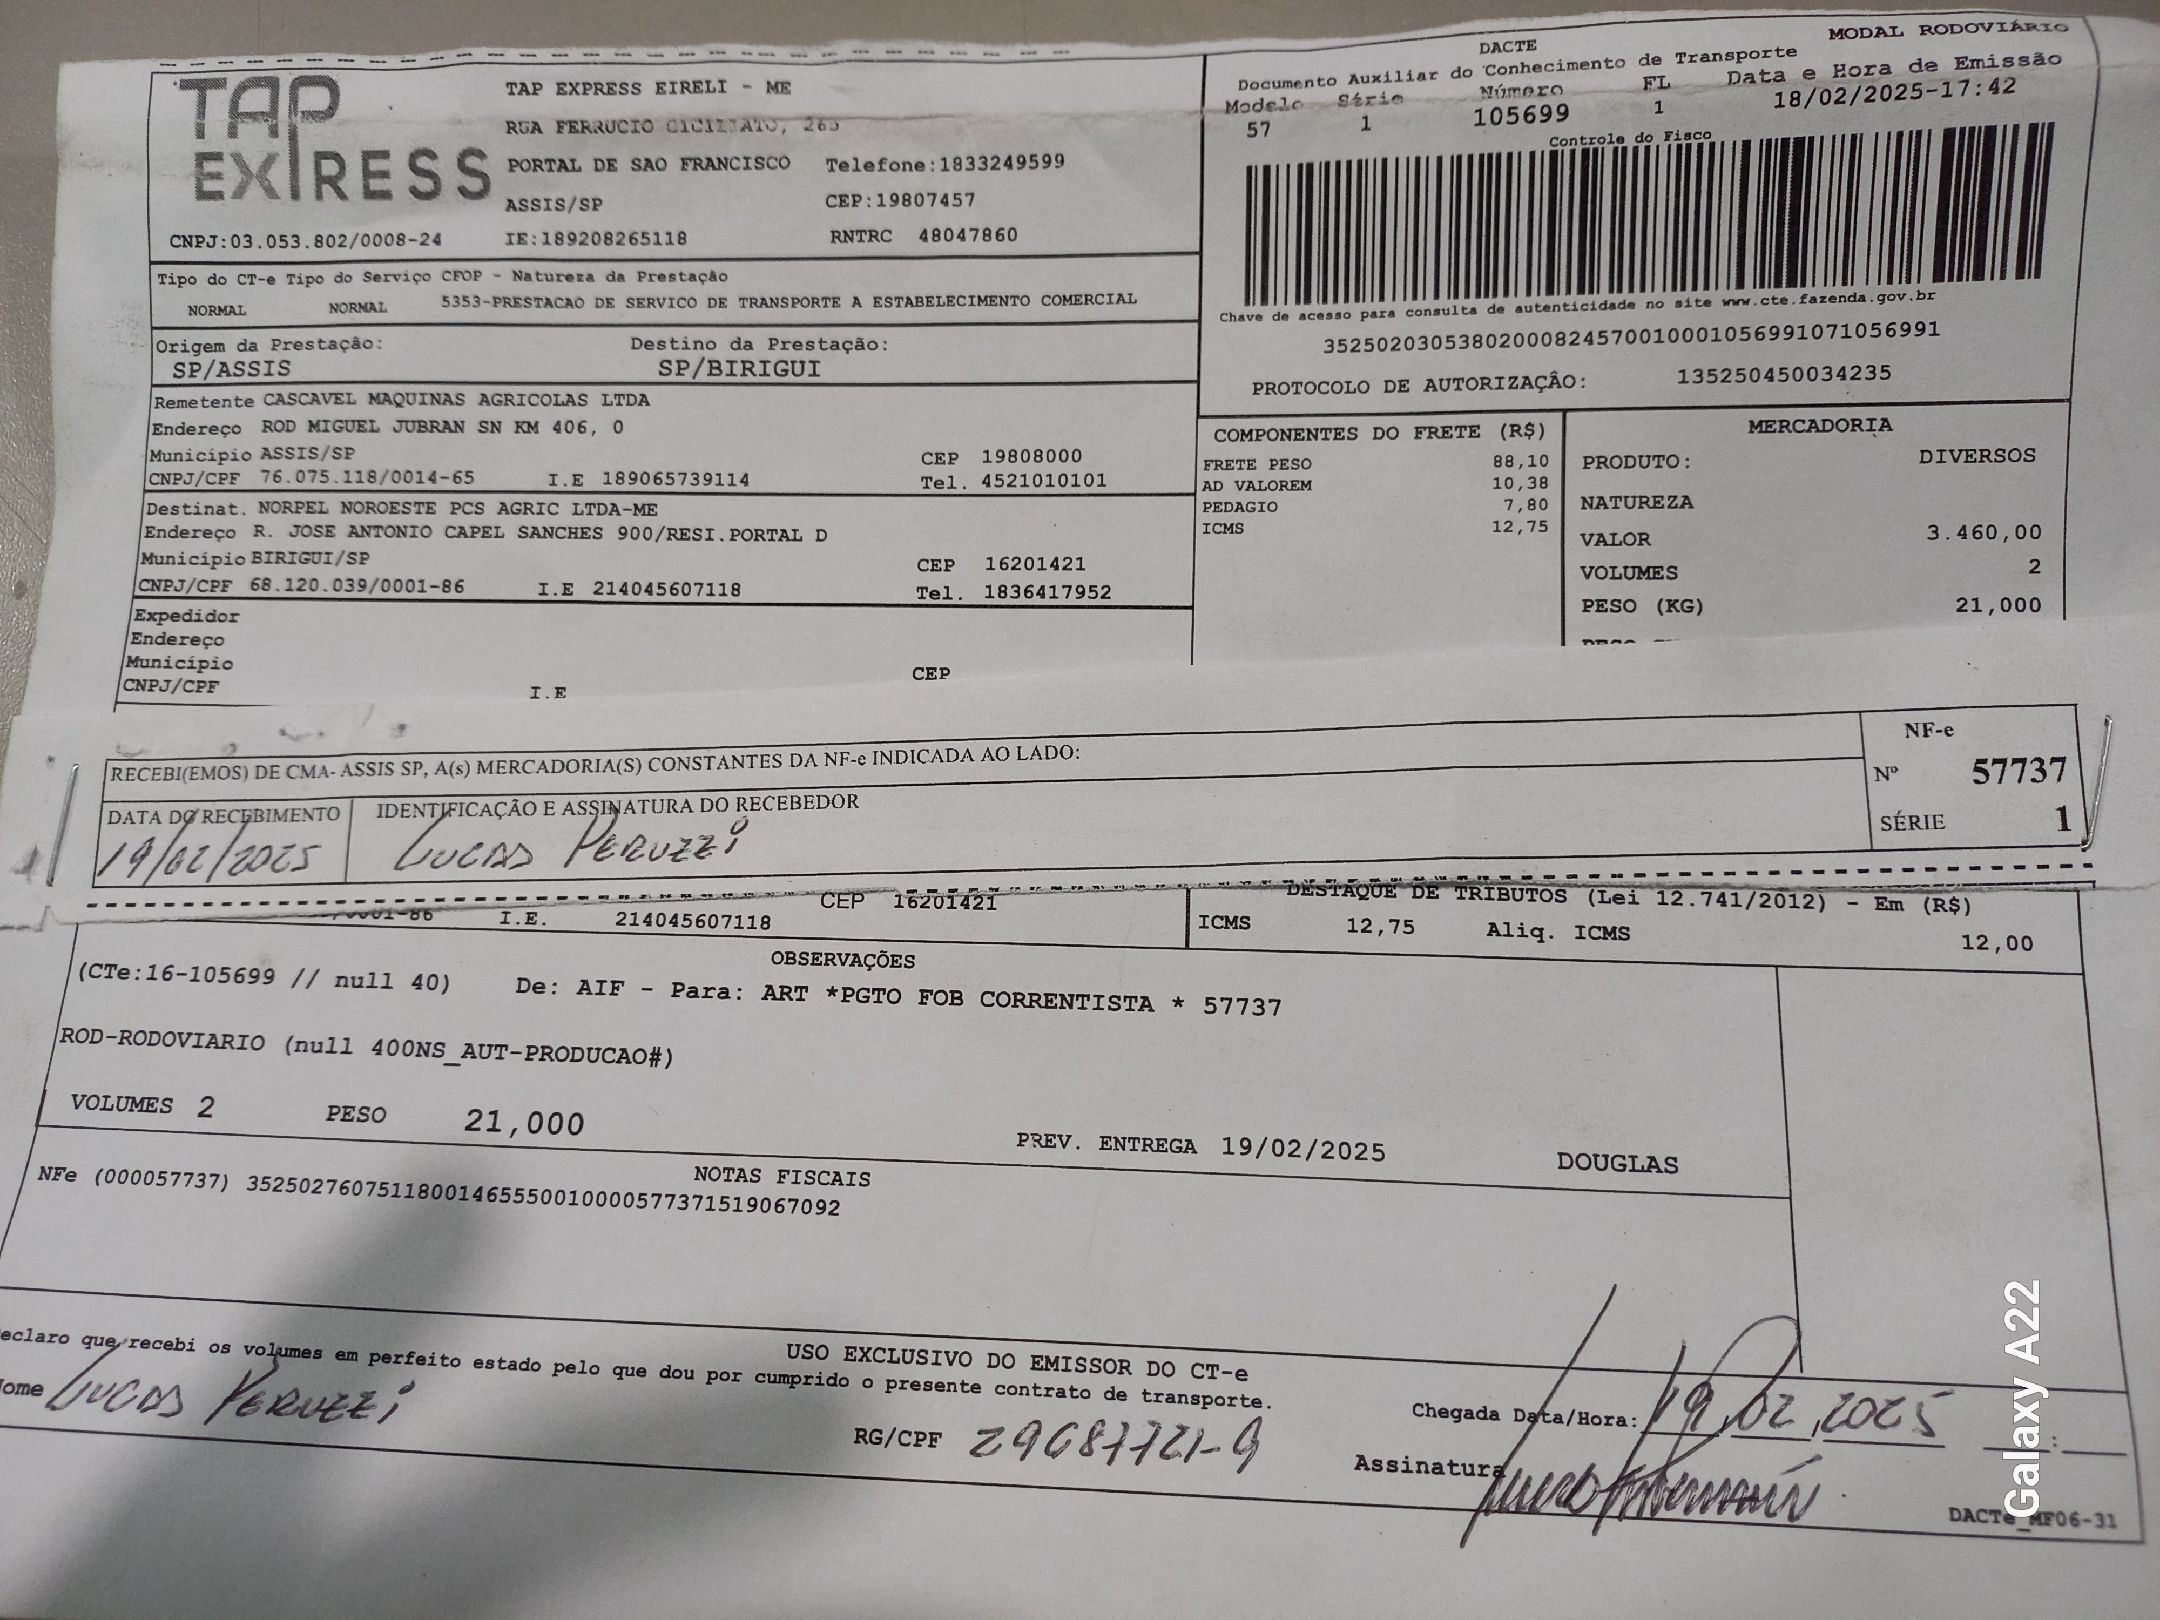 MODAL RODOVIÁRIO
DACTE
Documento Auxiliar do Conhecimento de Transporte
Modelo Série Número FL Data e Hora de Emissão
57 1 105699 1 18/02/2025-17:42
Controle do Fisco
TAP EXPRESS
TAP EXPRESS EIRELI - ME
RUA FERRUCIO 265
PORTAL DE SAO FRANCISCO Telefone:1833249599
ASSIS/SP CEP:19807457
CNPJ:03.053.802/0008-24 IE:189208265118 RNTRC 48047860
Tipo do CT-e Tipo do Serviço CFOP - Natureza da Prestação
NORMAL NORMAL 5353-PRESTACAO DE SERVICO DE TRANSPORTE A ESTABELECIMENTO COMERCIAL
Chave de acesso para consulta de autenticidade no site www.cte.fazenda.gov.br
35250203053802000824570010001056991071056991
PROTOCOLO DE AUTORIZAÇÂO: 135250450034235
Origem da Prestação: Destino da Prestação:
SP/ASSIS SP/BIRIGUI
Remetente CASCAVEL MAQUINAS AGRICOLAS LTDA
Endereço ROD MIGUEL JUBRAN SN KM 406, 0
Município ASSIS/SP CEP 19808000
CNPJ/CPF 76.075.118/0014-65 I.E 189065739114 Tel. 4521010101
Destinat. NORPEL NOROESTE PCS AGRIC LTDA-ME
Endereço R. JOSE ANTONIO CAPEL SANCHES 900/RESI.PORTAL D
Município BIRIGUI/SP CEP 16201421
CNPJ/CPF 68.120.039/0001-86 I.E 214045607118 Tel. 1836417952
Expedidor
Endereço
Município CEP
CNPJ/CPF I.E
COMPONENTES DO FRETE (R$)
FRETE PESO 88,10
AD VALOREM 10,38
PEDAGIO 7,80
ICMS 12,75
MERCADORIA
PRODUTO: DIVERSOS
NATUREZA
VALOR 3.460,00
VOLUMES 2
PESO (KG) 21,000
RECEBI(EMOS) DE CMA- ASSIS SP, A(s) MERCADORIA(S) CONSTANTES DA NF-e INDICADA AO LADO:
DATA DO RECEBIMENTO IDENTIFICAÇÃO E ASSINATURA DO RECEBEDOR
19/02/2025 LUCAS PERUZZI
NF-e
Nº 57737
SÉRIE 1
CEP 16201421
/0001-86 I.E. 214045607118
DESTAQUE DE TRIBUTOS (Lei 12.741/2012) - Em (R$)
ICMS 12,75 Aliq. ICMS 12,00
OBSERVAÇÕES
(CTe:16-105699 // null 40) De: AIF - Para: ART *PGTO FOB CORRENTISTA * 57737
ROD-RODOVIARIO (null 400NS_AUT-PRODUCAO#)
VOLUMES 2 PESO 21,000 PREV. ENTREGA 19/02/2025 DOUGLAS
NOTAS FISCAIS
NFe (000057737) 35250276075118001465550010000577371519067092
USO EXCLUSIVO DO EMISSOR DO CT-e
eclaro que recebi os volumes em perfeito estado pelo que dou por cumprido o presente contrato de transporte.
Nome LUCAS PERUZZI RG/CPF 29687721-9 Chegada Data/Hora: 19/02/2025 :
Assinatura
DACTe_MF06-31
Galaxy A22